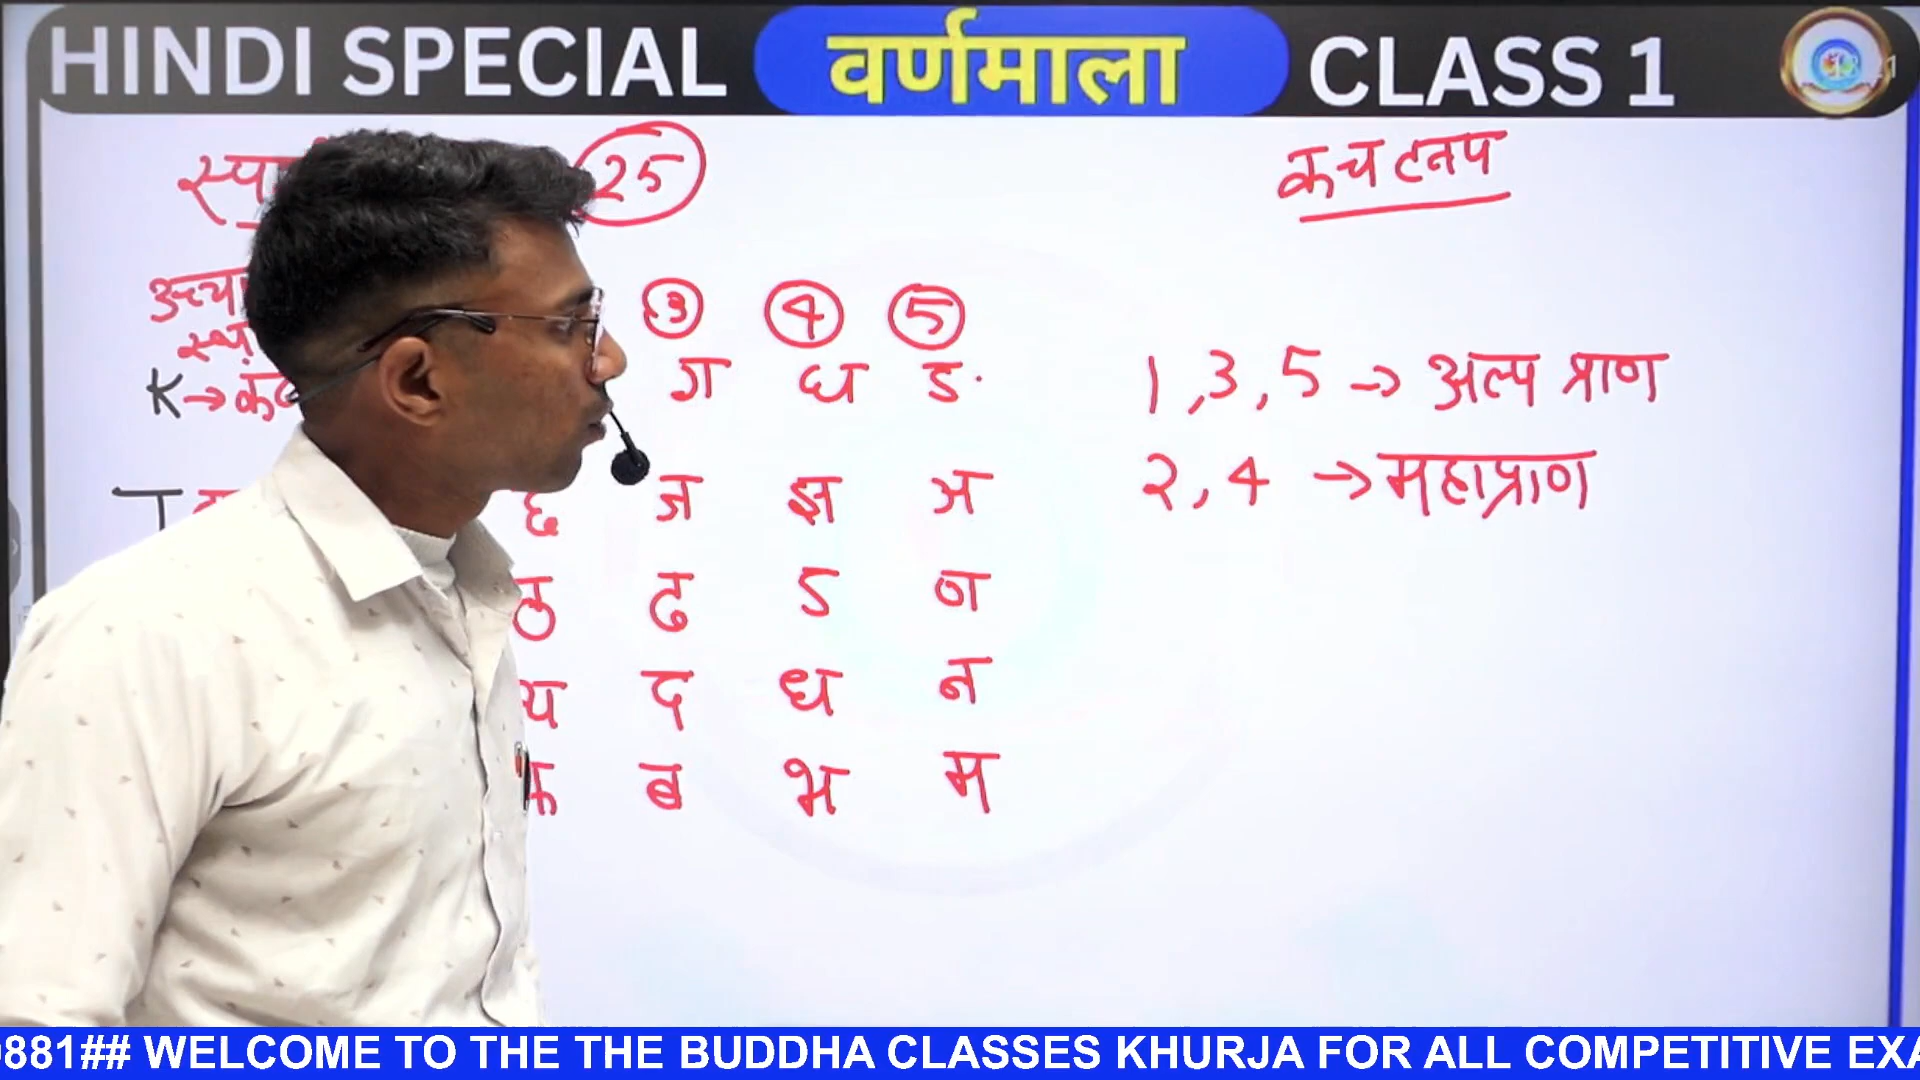 HINDI SPECIAL वर्णमाला CLASS 1
25
कचटतप
③ ④ ⑤
K→ ग घ ङ
1, 3, 5 → अल्प प्राण
T छ ज झ ञ
2, 4 → महाप्राण
ठ ढ ड ण
द ध न
ब भ म
881## WELCOME TO THE THE BUDDHA CLASSES KHURJA FOR ALL COMPETITIVE